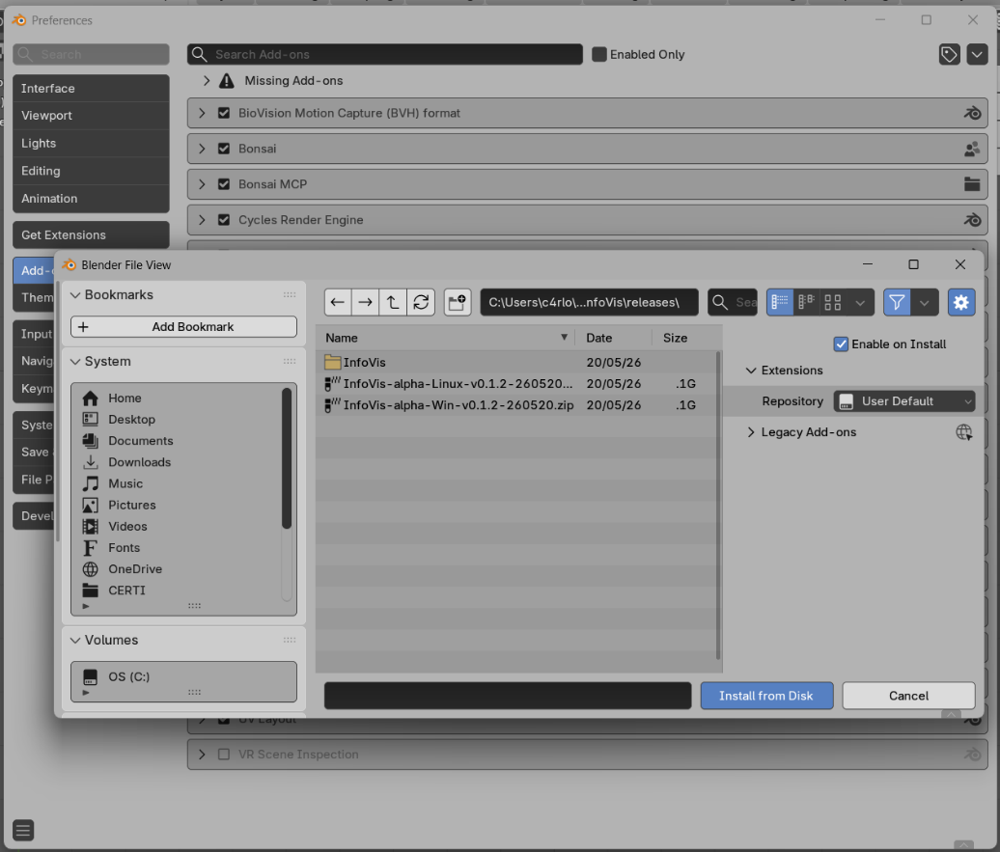 Preferences
Search
Search Add-ons
Enabled Only
Missing Add-ons
Interface
Viewport
Lights
Editing
Animation
Get Extensions
Add-o
Them
Input
Navig
Keym
Syste
Save
File P
Devel
BioVision Motion Capture (BVH) format
Bonsai
Bonsai MCP
Cycles Render Engine
Blender File View
Bookmarks
Add Bookmark
System
Home
Desktop
Documents
Downloads
Music
Pictures
Videos
Fonts
OneDrive
CERTI
Volumes
OS (C:)
C:\Users\c4rlo\...nfoVis\releases\
Sea
Name Date Size
InfoVis 20/05/26
InfoVis-alpha-Linux-v0.1.2-260520... 20/05/26 .1G
InfoVis-alpha-Win-v0.1.2-260520.zip 20/05/26 .1G
Enable on Install
Extensions
Repository User Default
Legacy Add-ons
Install from Disk
Cancel
UV Layout
VR Scene Inspection